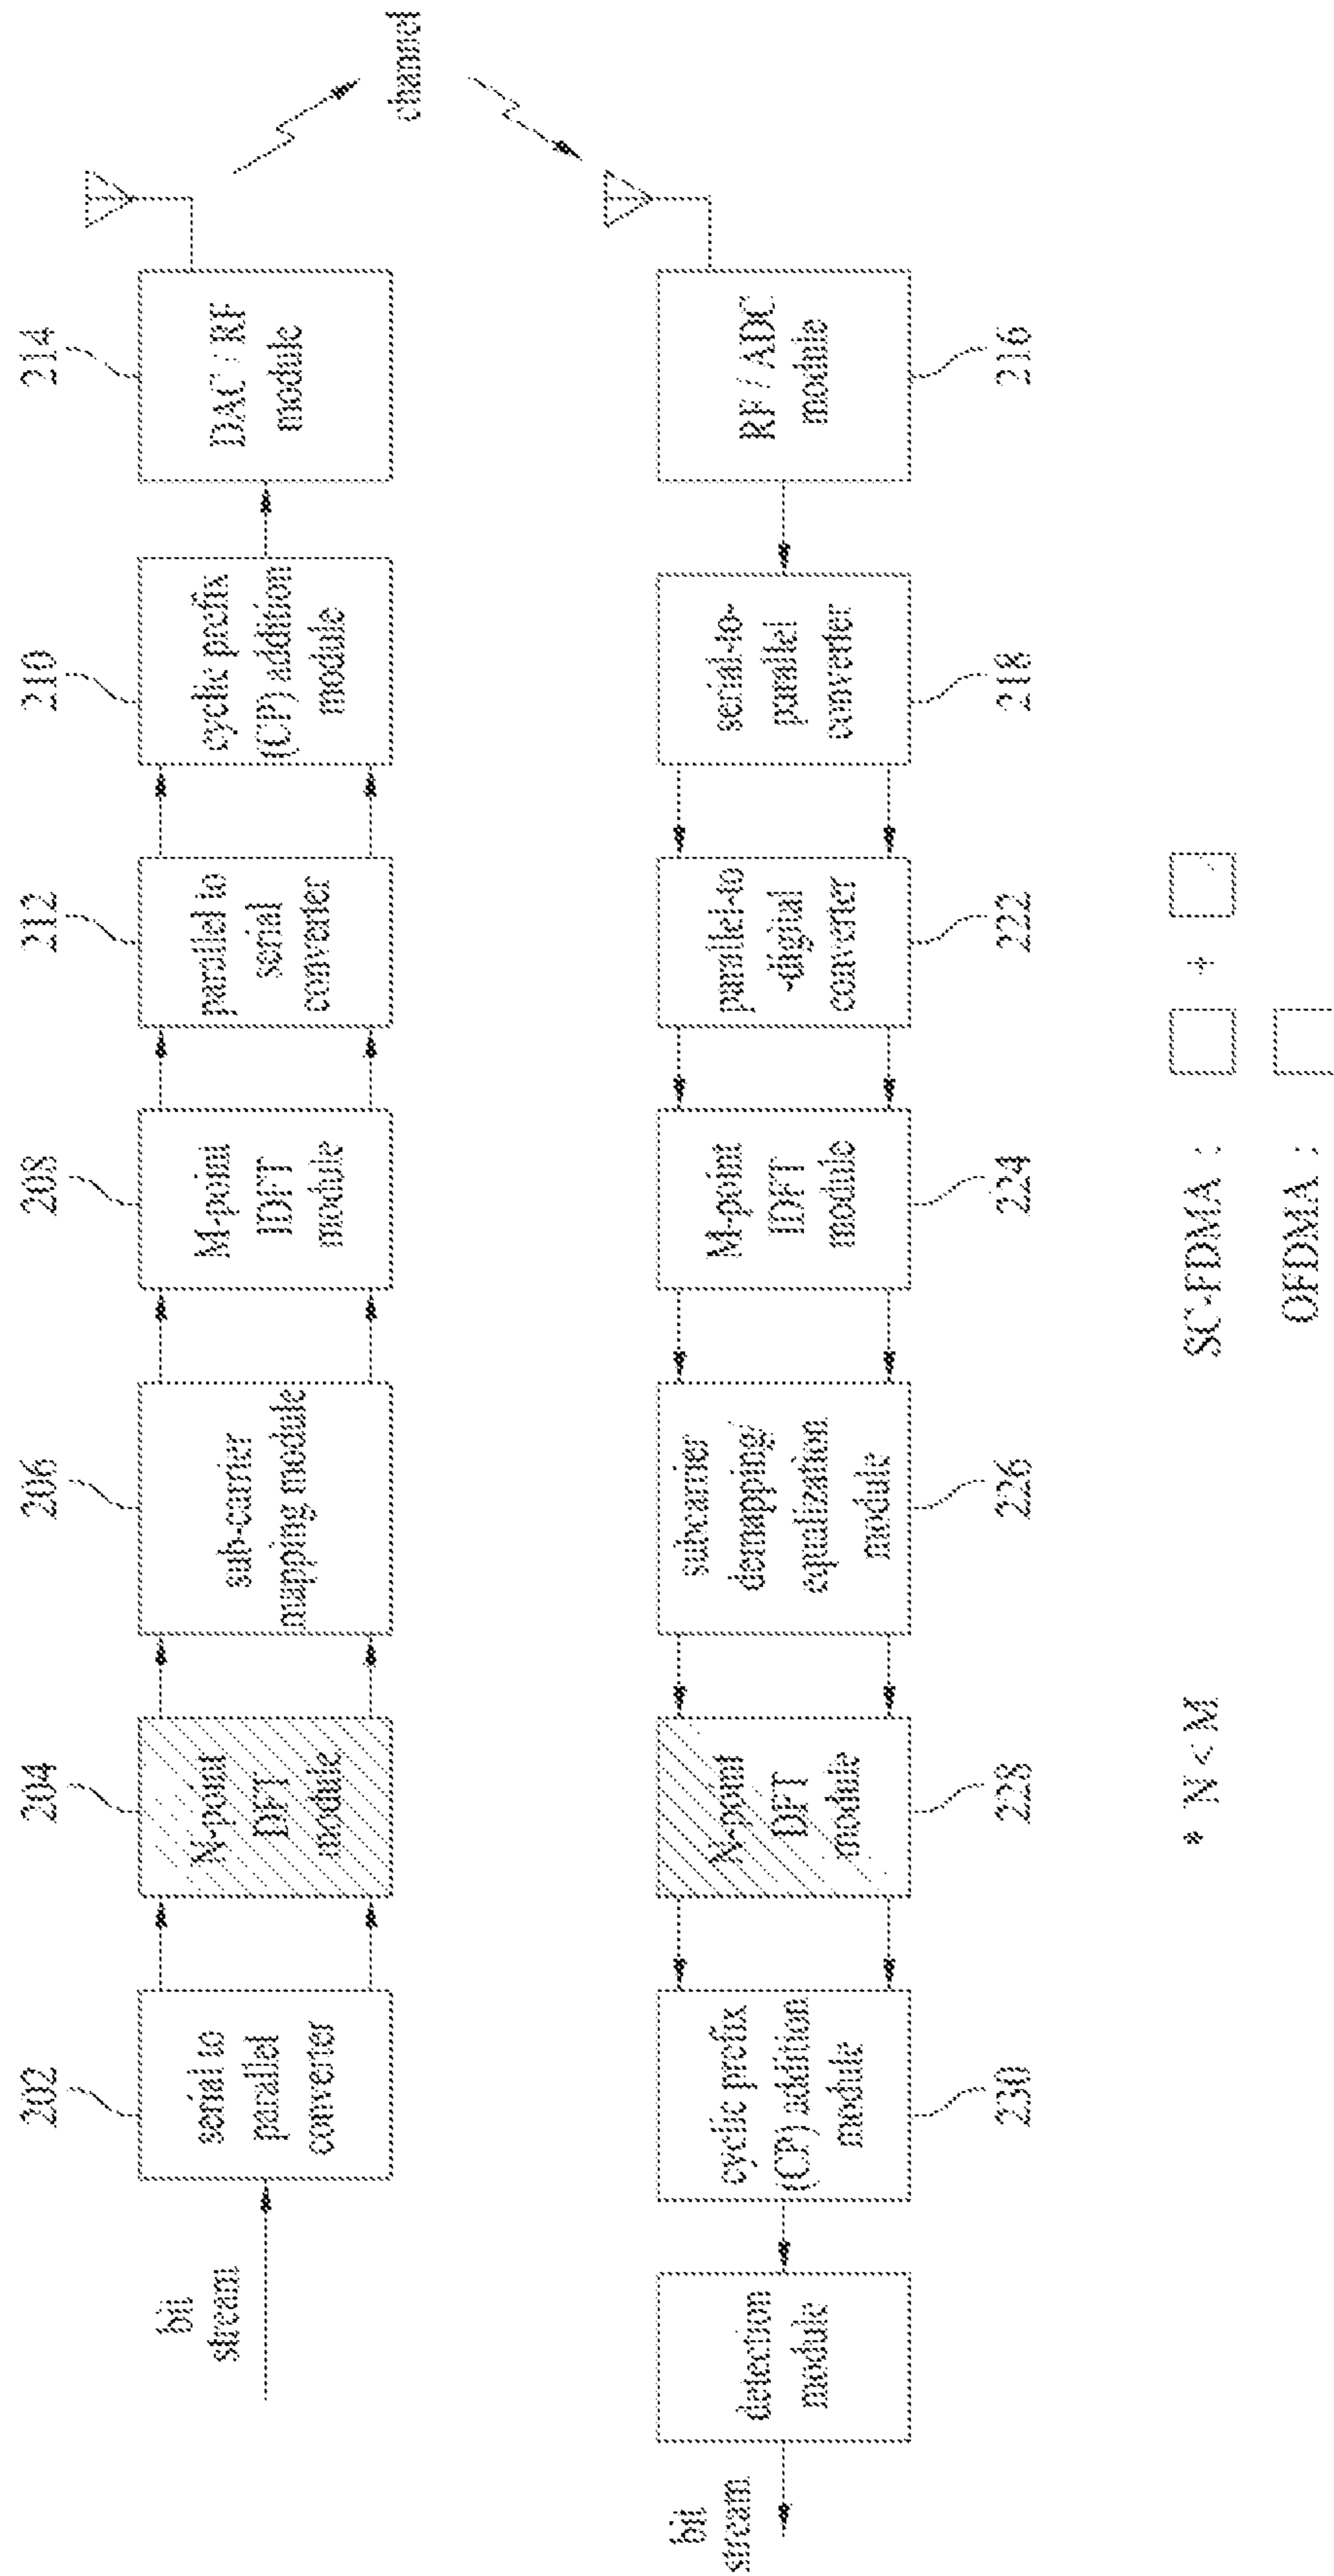 202
204
206
208
212
210
214
bit
stream
serial to
parallel
converter
N-point
DFT
module
sub-carrier
mapping module
M-point
IDFT
module
parallel to
serial
converter
cyclic prefix
(CP) addition
module
DAC / RF
module
channel
bit
stream
detection
module
cyclic prefix
(CP) addition
module
N-point
DFT
module
subcarrier
demapping/
equalization
module
M-point
IDFT
module
parallel-to
-digital
converter
serial-to-
parallel
converter
RF / ADC
module
230
228
226
224
222
218
216
* N < M
SC-FDMA : +
OFDMA :